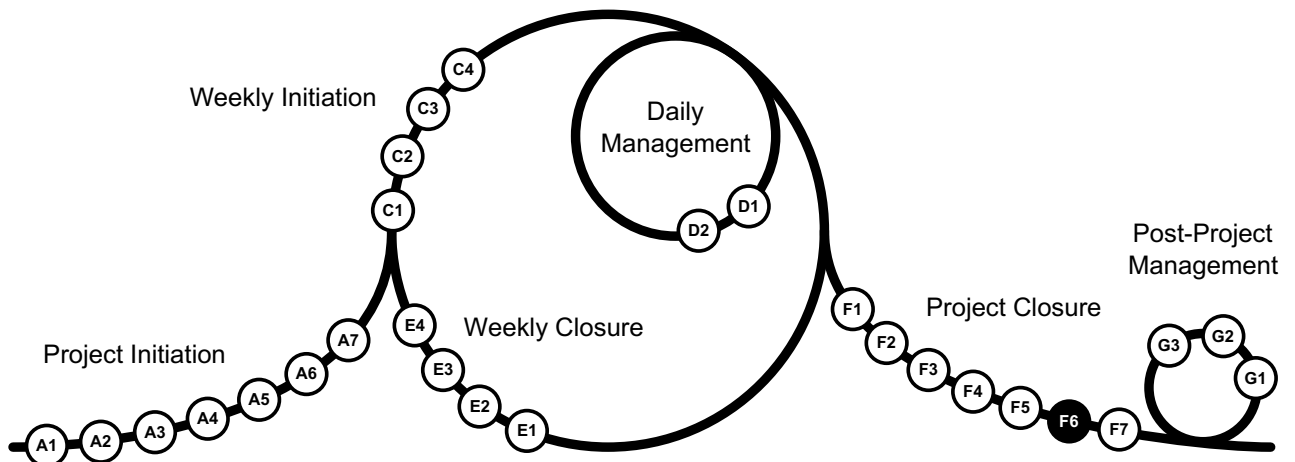 Weekly Initiation
C4
C3
C2
C1
Daily
Management
D1
D2
Post-Project
Management
Project Initiation
A1
A2
A3
A4
A5
A6
A7
Weekly Closure
E4
E3
E2
E1
Project Closure
F1
F2
F3
F4
F5
F6
F7
G3
G2
G1